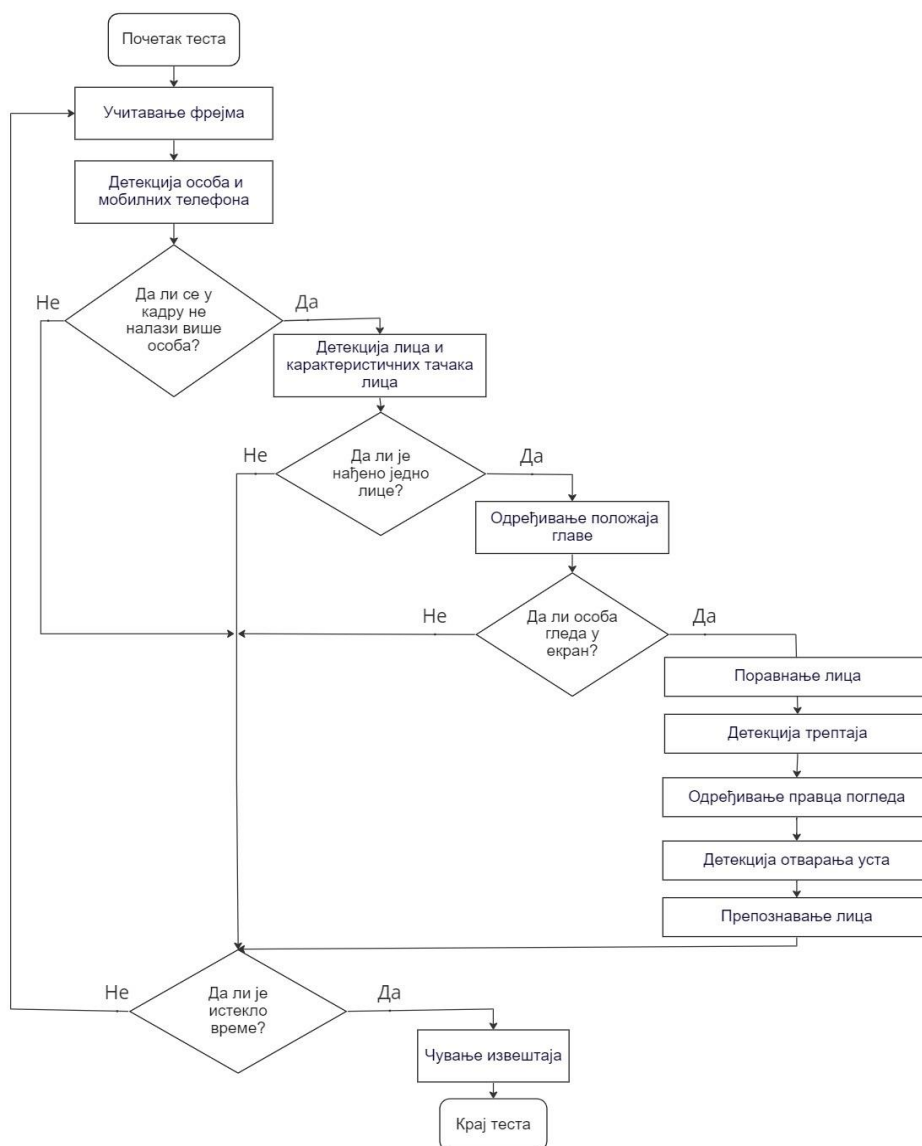 Почетак теста
Учитавање фрејма
Детекција особа и
мобилних телефона
Да ли се у
кадру не
налази више
особа?
Не
Да
Детекција лица и
карактеристичних тачака
лица
Да ли је
нађено једно
лице?
Не
Да
Одређивање положаја
главе
Да ли особа
гледа у
екран?
Не
Да
Поравнање лица
Детекција трептаја
Одређивање правца погледа
Детекција отварања уста
Препознавање лица
Да ли је
истекло
време?
Не
Да
Чување извештаја
Крај теста